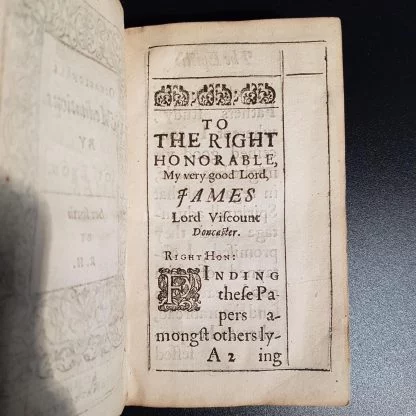 TO
THE RIGHT
HONORABLE,
My very good Lord,
JAMES
Lord Viſcount
Doncaſter.
RIGHT HON:
FINDING
theſe Pa-
pers a-
mongſt others ly-
A 2 ing